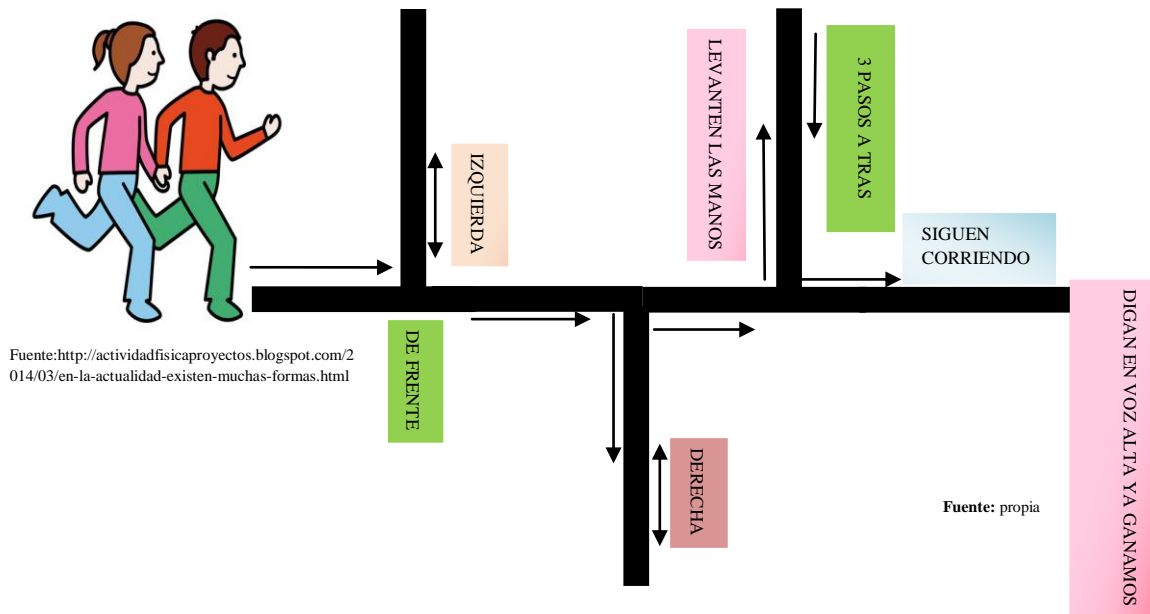 IZQUIERDA
LEVANTEN LAS MANOS
3 PASOS A TRAS
SIGUEN
CORRIENDO
DE FRENTE
DERECHA
DIGAN EN VOZ ALTA YA GANAMOS
Fuente:http://actividadfisicaproyectos.blogspot.com/2
014/03/en-la-actualidad-existen-muchas-formas.html
Fuente: propia